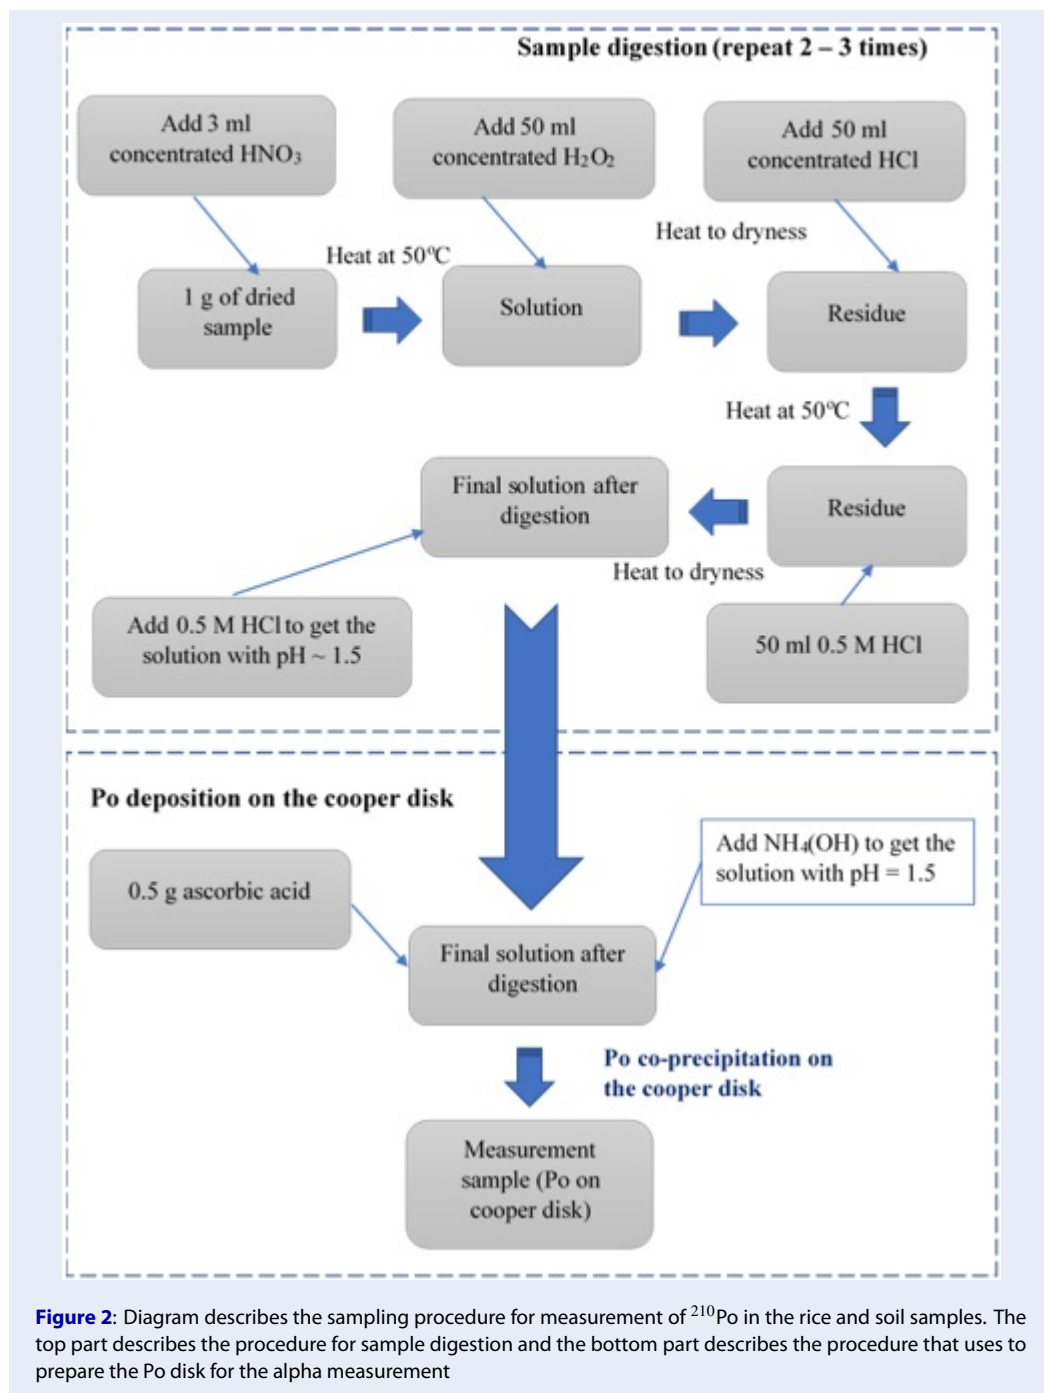 Sample digestion (repeat 2 – 3 times)
Add 3 ml
concentrated HNO₃
Add 50 ml
concentrated H₂O₂
Add 50 ml
concentrated HCl
Heat at 50ºC
Heat to dryness
1 g of dried
sample
Solution
Residue
Heat at 50ºC
Final solution after
digestion
Residue
Heat to dryness
Add 0.5 M HCl to get the
solution with pH ~ 1.5
50 ml 0.5 M HCl
Po deposition on the cooper disk
0.5 g ascorbic acid
Add NH₄(OH) to get the
solution with pH = 1.5
Final solution after
digestion
Po co-precipitation on
the cooper disk
Measurement
sample (Po on
cooper disk)
Figure 2: Diagram describes the sampling procedure for measurement of ²¹⁰Po in the rice and soil samples. The
top part describes the procedure for sample digestion and the bottom part describes the procedure that uses to
prepare the Po disk for the alpha measurement